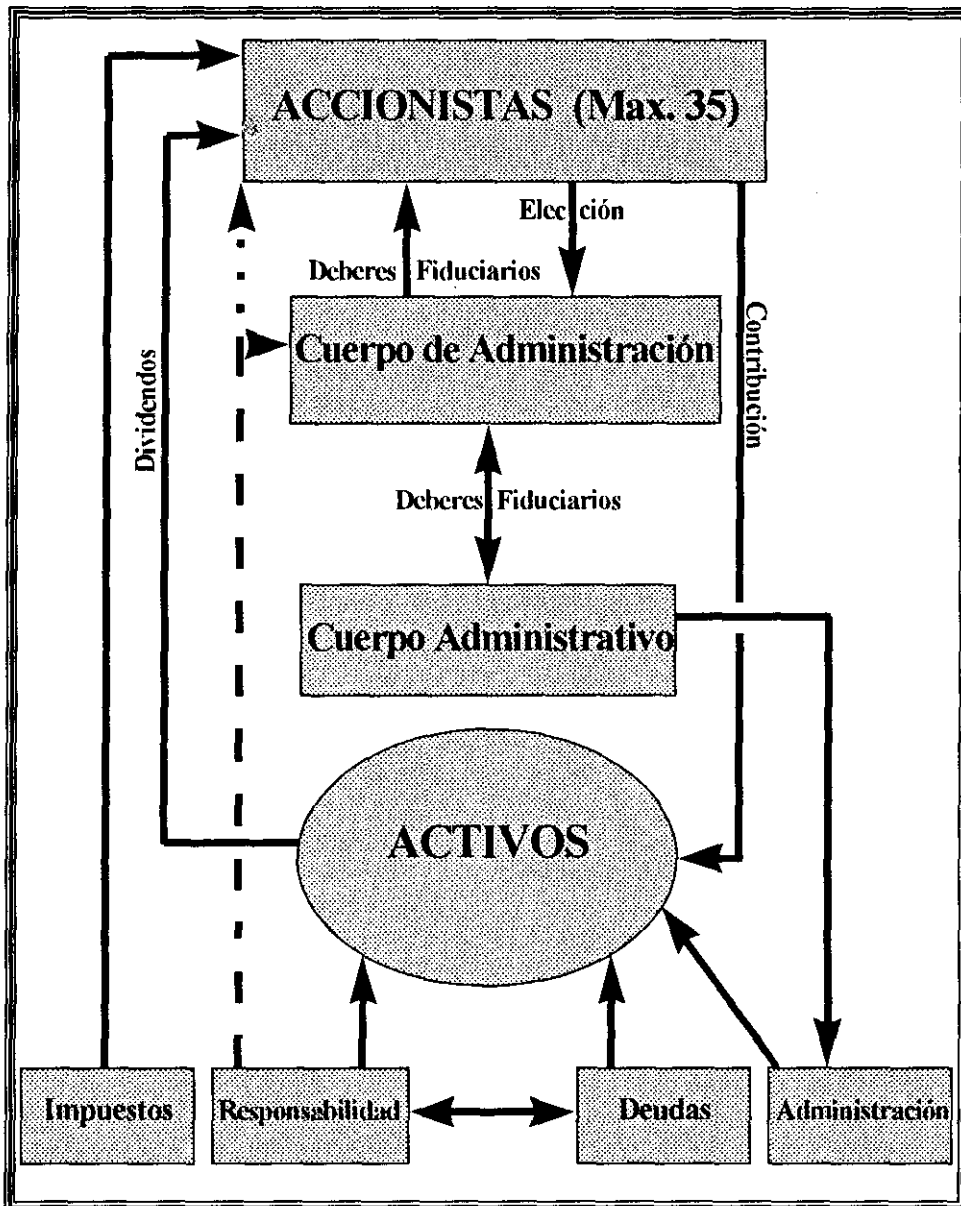 ACCIONISTAS (Max. 35)
Elección
Deberes Fiduciarios
Cuerpo de Administración
Dividendos
Contribución
Deberes Fiduciarios
Cuerpo Administrativo
ACTIVOS
Impuestos
Responsabilidad
Deudas
Administración